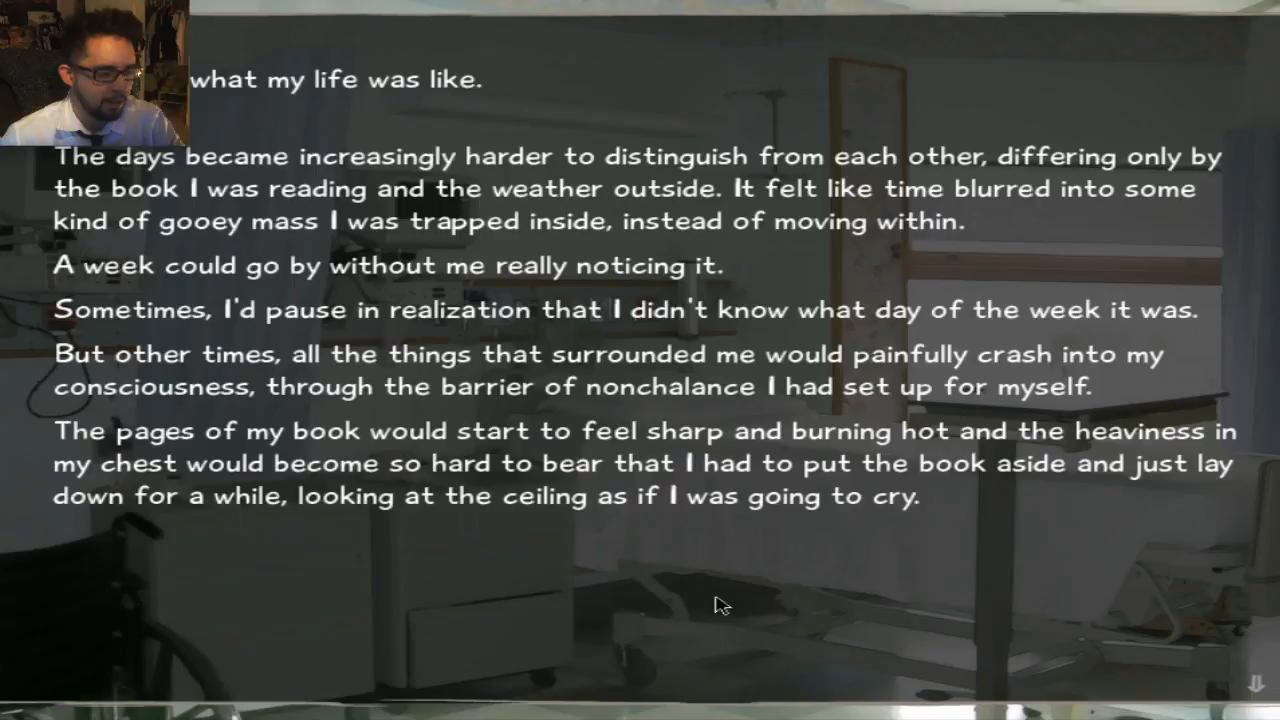 what my life was like.
The days became increasingly harder to distinguish from each other, differing only by
the book I was reading and the weather outside. It felt like time blurred into some
kind of gooey mass I was trapped inside, instead of moving within.
A week could go by without me really noticing it.
Sometimes, I'd pause in realization that I didn't know what day of the week it was.
But other times, all the things that surrounded me would painfully crash into my
consciousness, through the barrier of nonchalance I had set up for myself.
The pages of my book would start to feel sharp and burning hot and the heaviness in
my chest would become so hard to bear that I had to put the book aside and just lay
down for a while, looking at the ceiling as if I was going to cry.